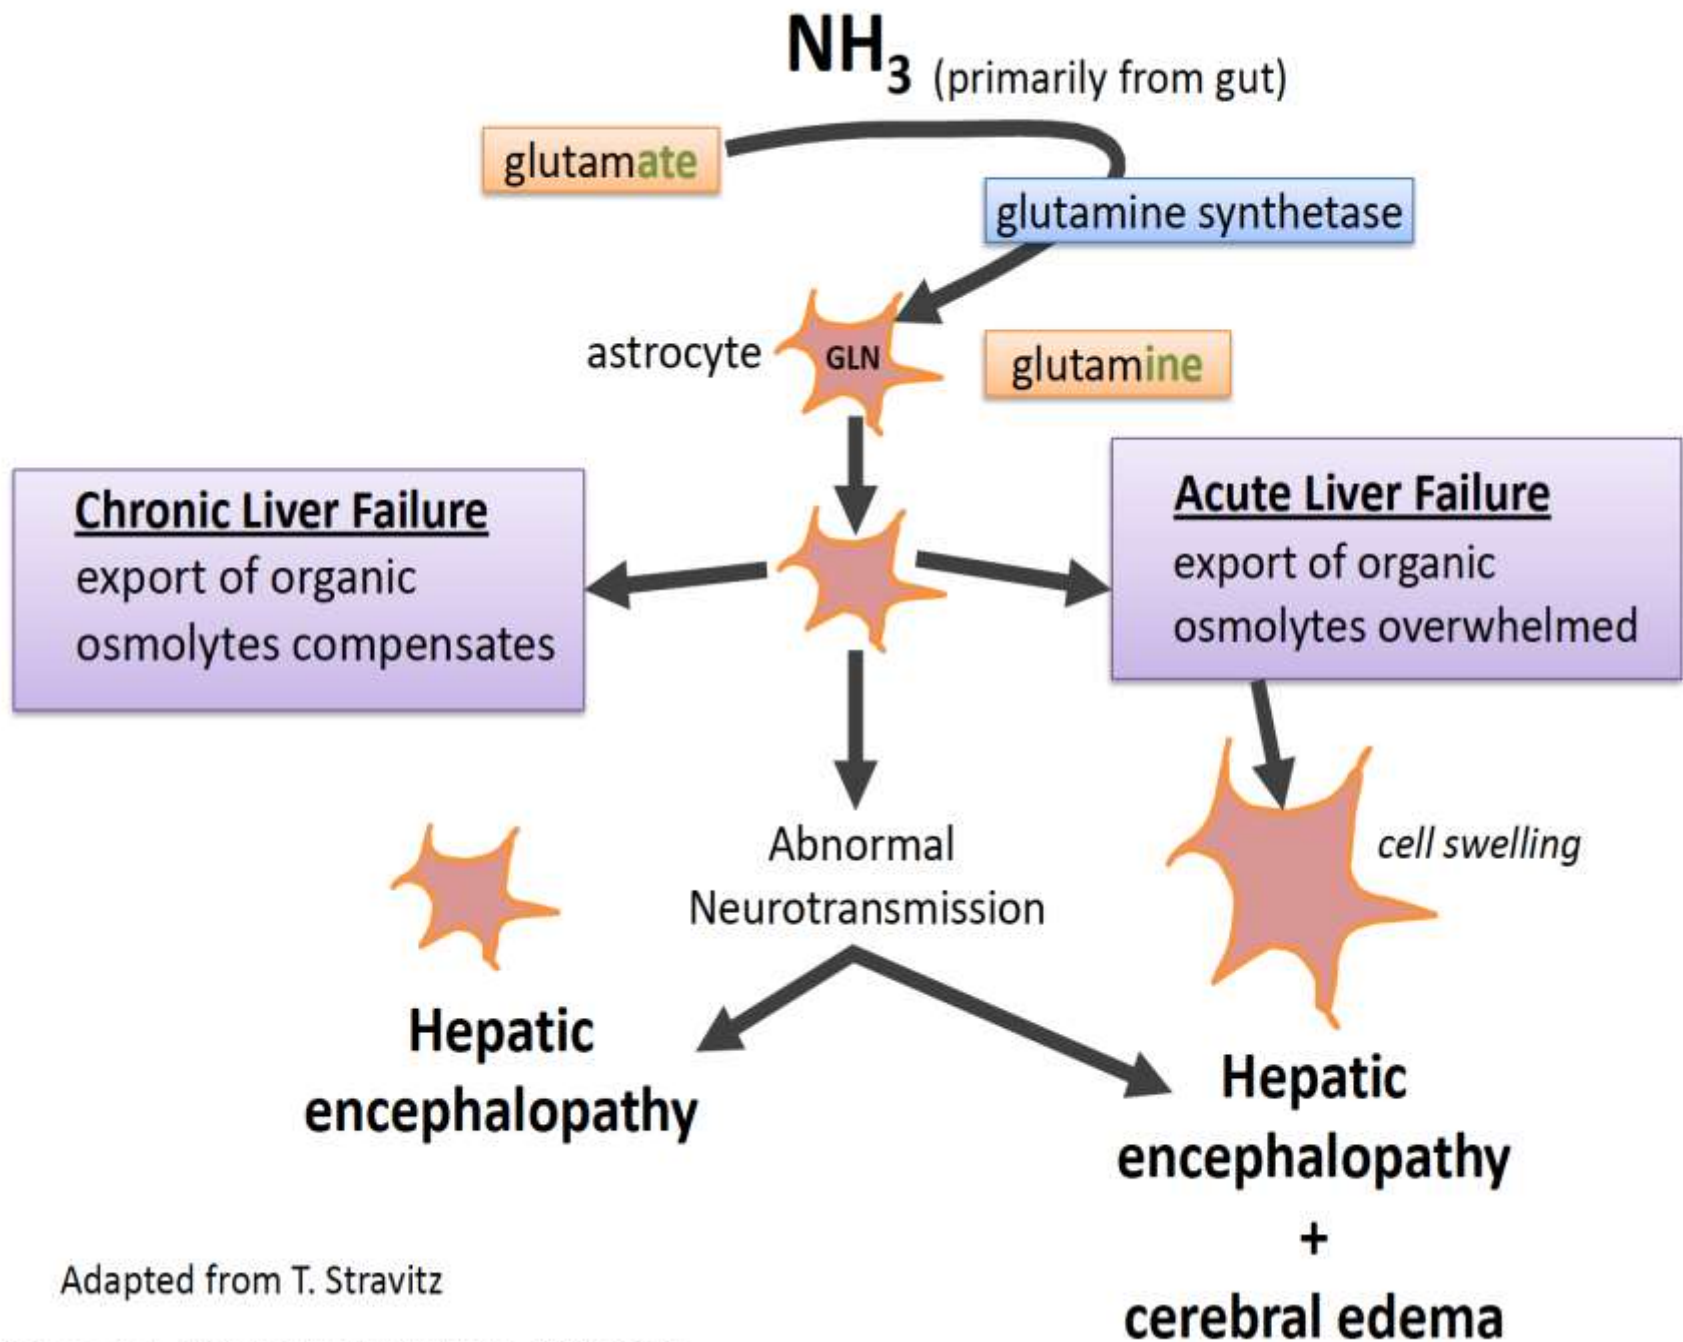 NH₃ (primarily from gut)
glutamate
glutamine synthetase
astrocyte
GLN
glutamine
Chronic Liver Failure
export of organic
osmolytes compensates
Acute Liver Failure
export of organic
osmolytes overwhelmed
cell swelling
Abnormal
Neurotransmission
Hepatic
encephalopathy
Hepatic
encephalopathy
+
cerebral edema
Adapted from T. Stravitz